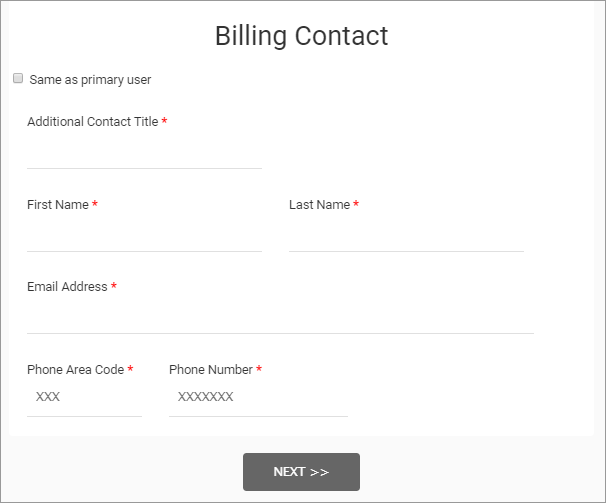 Billing Contact
Same as primary user
Additional Contact Title *
First Name * Last Name *
Email Address *
Phone Area Code * Phone Number *
XXX XXXXXXX
NEXT >>